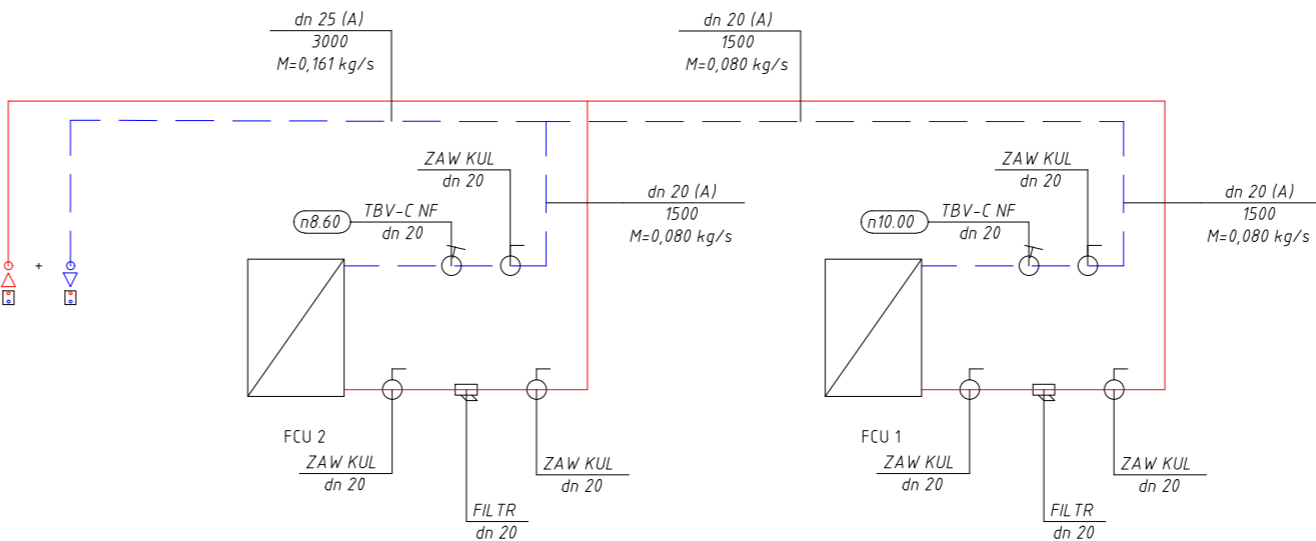 dn 25 (A)
3000
M=0,161 kg/s
dn 20 (A)
1500
M=0,080 kg/s
ZAW KUL
dn 20
n8.60
TBV-C NF
dn 20
dn 20 (A)
1500
M=0,080 kg/s
ZAW KUL
dn 20
n10.00
TBV-C NF
dn 20
dn 20 (A)
1500
M=0,080 kg/s
+
FCU 2
ZAW KUL
dn 20
FILTR
dn 20
ZAW KUL
dn 20
FCU 1
ZAW KUL
dn 20
FILTR
dn 20
ZAW KUL
dn 20